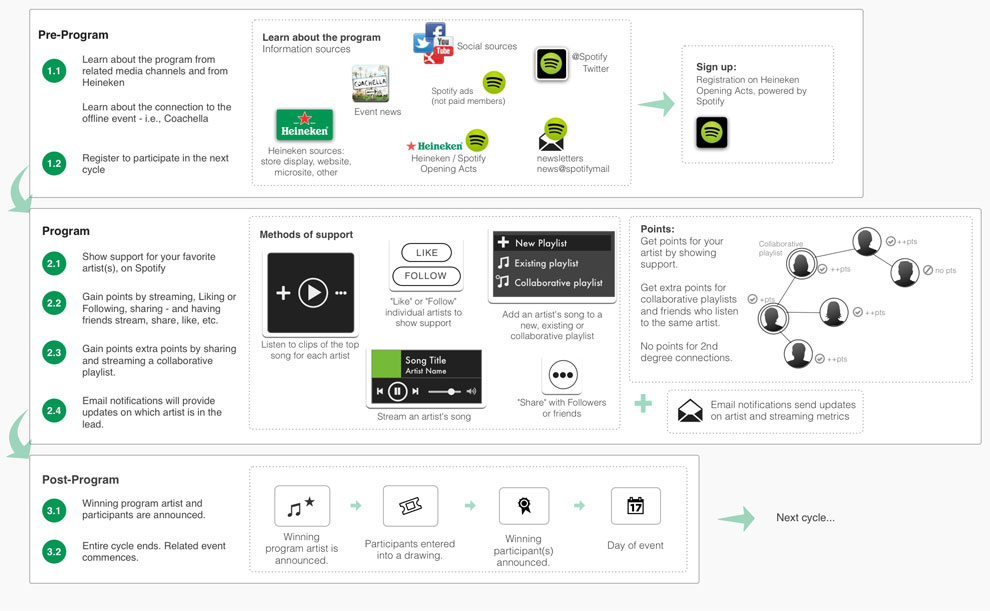 Pre-Program
1.1
Learn about the program from
related media channels and from
Heineken
Learn about the connection to the
offline event - i.e., Coachella
1.2
Register to participate in the next
cycle
Learn about the program
Information sources
You
Tube
Social sources
@Spotify
Twitter
COACHELLA
Event news
Spotify ads
(not paid members)
Heineken
Heineken sources:
store display, website,
microsite, other
Heineken
Heineken / Spotify
Opening Acts
newsletters
news@spotifymail
Sign up:
Registration on Heineken
Opening Acts, powered by
Spotify
Program
2.1
Show support for your favorite
artist(s), on Spotify
2.2
Gain points by streaming, Liking or
Following, sharing - and having
friends stream, share, like, etc.
2.3
Gain points extra points by sharing
and streaming a collaborative
playlist.
2.4
Email notifications will provide
updates on which artist is in the
lead.
Methods of support
Listen to clips of the top
song for each artist
LIKE
FOLLOW
"Like" or "Follow"
individual artists to
show support
New Playlist
Existing playlist
Collaborative playlist
Add an artist's song to a
new, existing or
collaborative playlist
Song Title
Artist Name
Stream an artist's song
"Share" with Followers
or friends
Points:
Get points for your
artist by showing
support.
Get extra points for
collaborative playlists
and friends who listen
to the same artist.
No points for 2nd
degree connections.
Collaborative
playlist
++pts
++pts
no pts
+pts
++pts
++pts
Email notifications send updates
on artist and streaming metrics
Post-Program
3.1
Winning program artist and
participants are announced.
3.2
Entire cycle ends. Related event
commences.
Winning
program artist is
announced.
Participants entered
into a drawing.
Winning
participant(s)
announced.
17
Day of event
Next cycle...